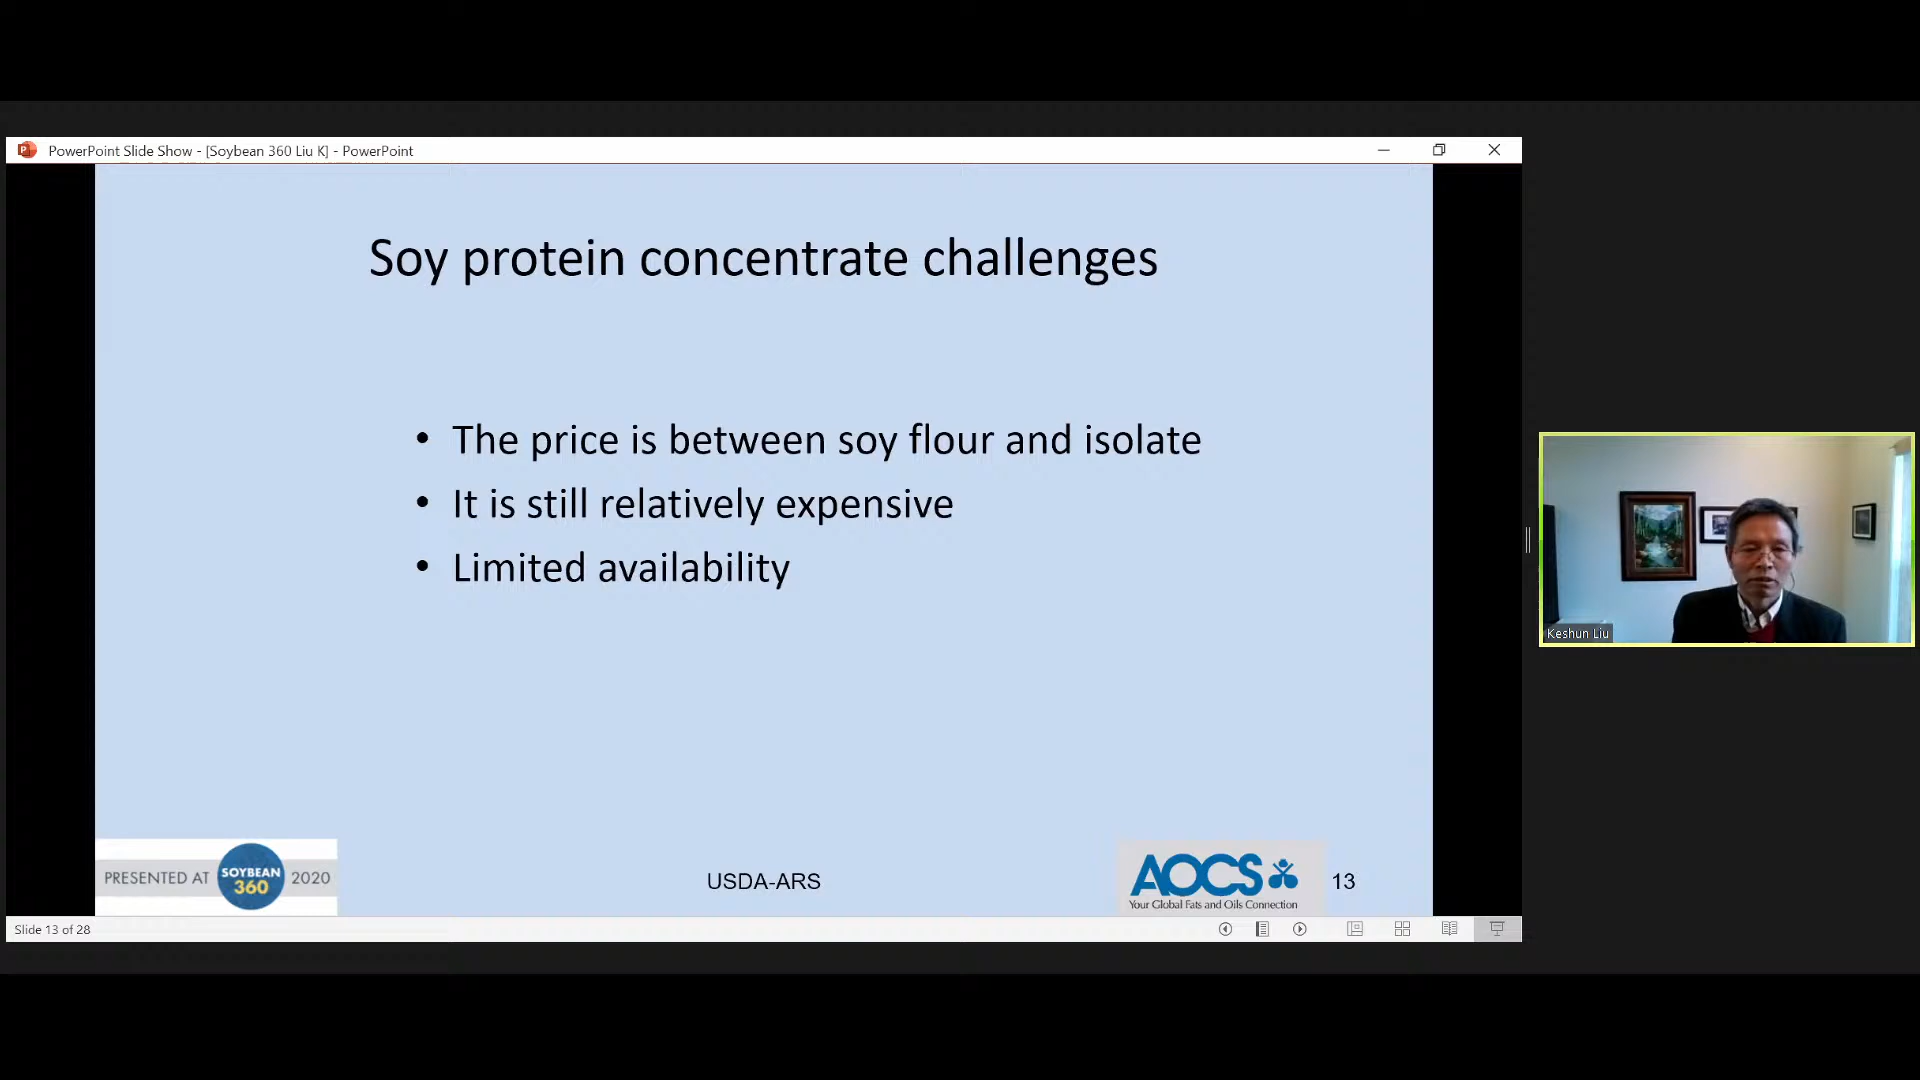 PowerPoint Slide Show - [Soybean 360 Liu K] - PowerPoint
Soy protein concentrate challenges
• The price is between soy flour and isolate
• It is still relatively expensive
• Limited availability
Keshun Liu
PRESENTED AT SOYBEAN 360 2020
USDA-ARS
AOCS
Your Global Fats and Oils Connection
13
Slide 13 of 28